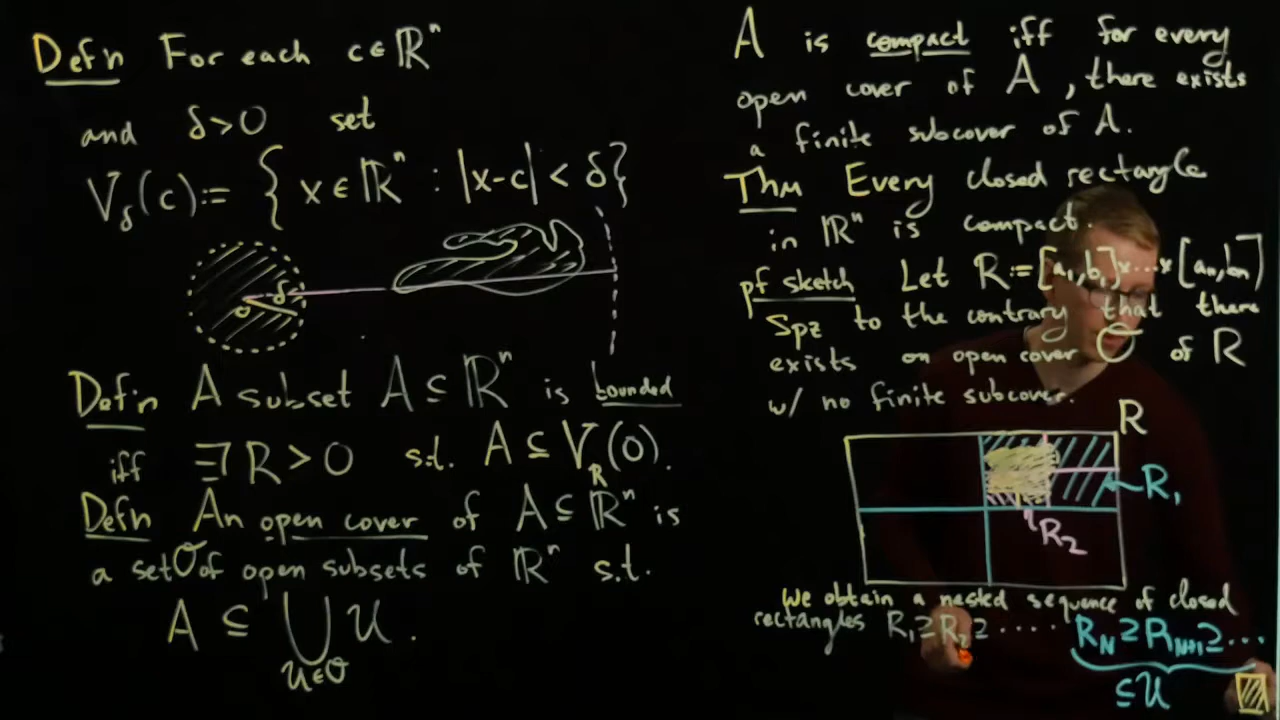 Defn For each c∈ℝⁿ
and δ>0 set
V_δ(c):= { x∈ℝⁿ : |x-c| < δ}
δ
Def'n A subset A⊆ℝⁿ is bounded
iff ∃ R>0 s.t. A⊆V_R(0).
Defn An open cover of A⊆ℝⁿ is
a set O of open subsets of ℝⁿ s.t.
A ⊆ ⋃_{U∈O} U.
A is compact iff for every
open cover of A, there exists
a finite subcover of A.
Thm Every closed rectangle
in ℝⁿ is compact.
pf sketch Let R:=[a₁,b₁]×...×[aₙ,bₙ]
Spz to the contrary that there
exists an open cover O of R
w/ no finite subcover.
R
R₁
R₂
We obtain a nested sequence of closed
rectangles R₁⊇R₂⊇..... R_N⊇R_{N+1}⊇...
⊆U